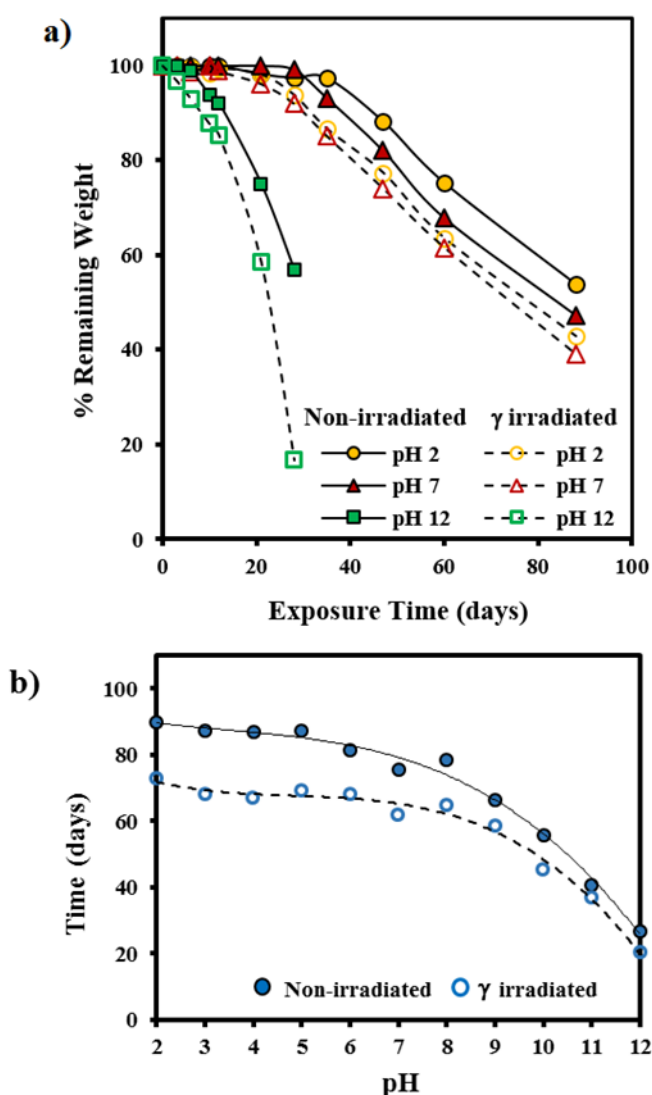 a)
100
80
60
40
20
0
% Remaining Weight
Non-irradiated γ irradiated
pH 2 pH 2
pH 7 pH 7
pH 12 pH 12
0 20 40 60 80 100
Exposure Time (days)
b)
100
80
60
40
20
0
Time (days)
Non-irradiated γ irradiated
2 3 4 5 6 7 8 9 10 11 12
pH